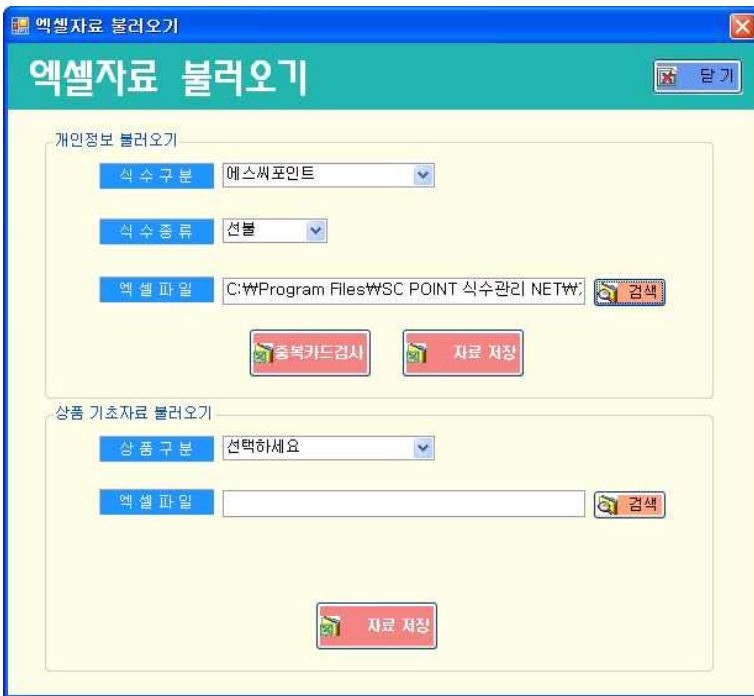 엑셀자료 불러오기
엑셀자료 불러오기
닫기
개인정보 불러오기
식수구분 에스씨포인트
식수종류 선불
엑셀파일 C:₩Program Files₩SC POINT 식수관리 NET₩ 검색
중복카드검사 자료 저장
상품 기초자료 불러오기
상품구분 선택하세요
엑셀파일 검색
자료 저장